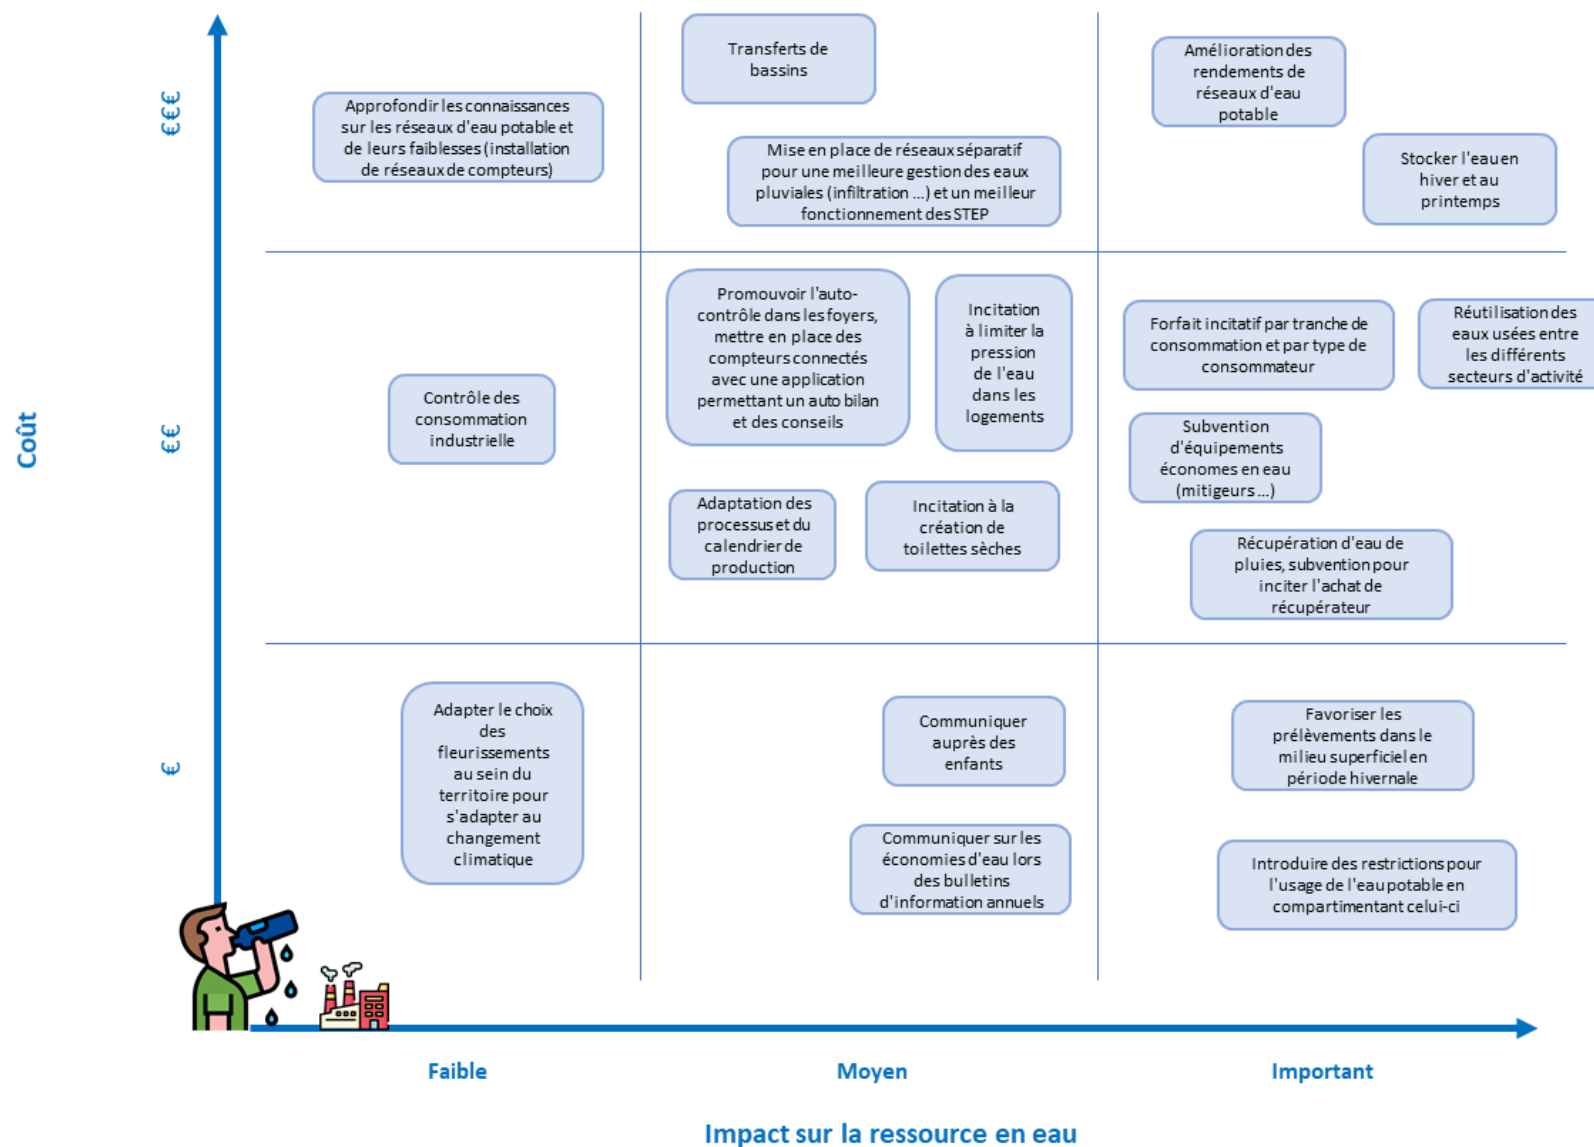 Coût
€€€
€€
€
Approfondir les connaissances
sur les réseaux d'eau potable et
de leurs faiblesses (installation
de réseaux de compteurs)
Transferts de
bassins
Mise en place de réseaux séparatif
pour une meilleure gestion des eaux
pluviales (infiltration ...) et un meilleur
fonctionnement des STEP
Amélioration des
rendements de
réseaux d'eau
potable
Stocker l'eau en
hiver et au
printemps
Contrôle des
consommation
industrielle
Promouvoir l'auto-
contrôle dans les foyers,
mettre en place des
compteurs connectés
avec une application
permettant un auto bilan
et des conseils
Incitation
à limiter la
pression
de l'eau
dans les
logements
Adaptation des
processus et du
calendrier de
production
Incitation à la
création de
toilettes sèches
Forfait incitatif par tranche de
consommation et par type de
consommateur
Réutilisation des
eaux usées entre
les différents
secteurs d'activité
Subvention
d'équipements
économes en eau
(mitigeurs ...)
Récupération d'eau de
pluies, subvention pour
inciter l'achat de
récupérateur
Adapter le choix
des
fleurissements
au sein du
territoire pour
s'adapter au
changement
climatique
Communiquer
auprès des
enfants
Communiquer sur les
économies d'eau lors
des bulletins
d'information annuels
Favoriser les
prélèvements dans le
milieu superficiel en
période hivernale
Introduire des restrictions pour
l'usage de l'eau potable en
compartimentant celui-ci
Faible
Moyen
Important
Impact sur la ressource en eau